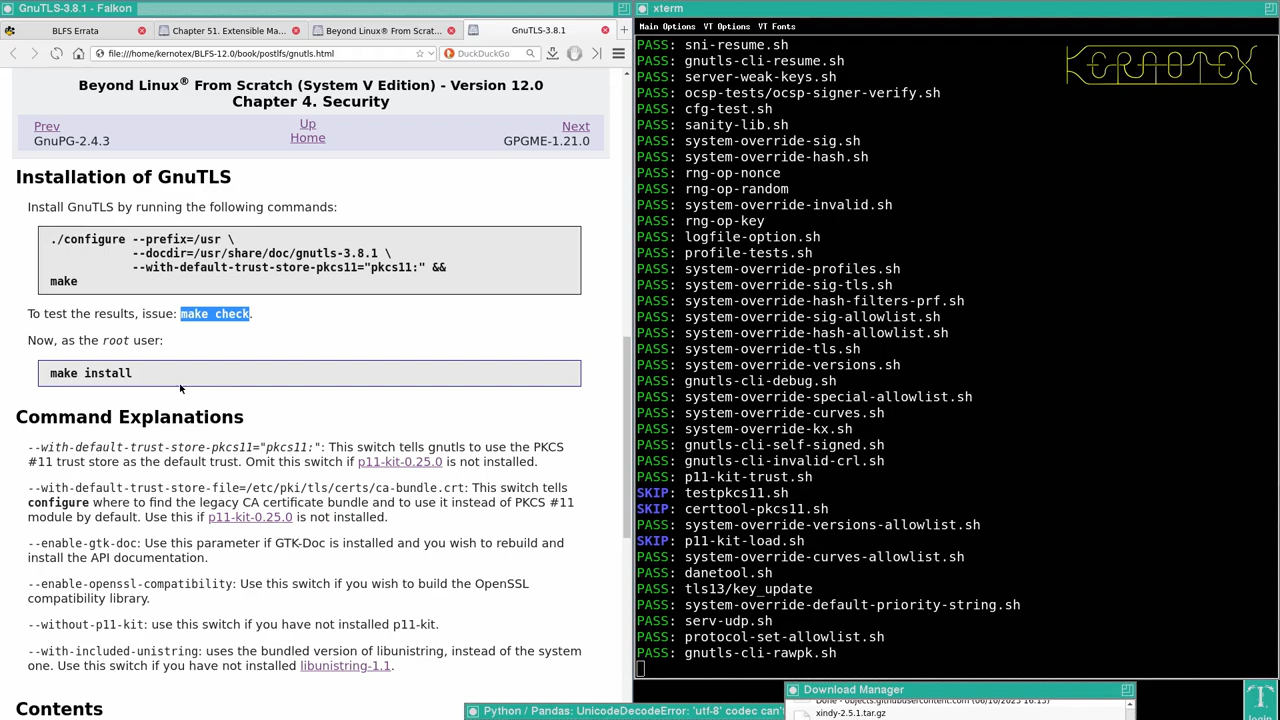 GnuTLS-3.8.1 - Falkon
BLFS Errata
Chapter 51. Extensible Ma...
Beyond Linux® From Scrat...
GnuTLS-3.8.1
file:///home/kernotex/BLFS-12.0/book/postlfs/gnutls.html
DuckDuckGo
Beyond Linux® From Scratch (System V Edition) - Version 12.0
Chapter 4. Security
Prev
Up
Next
GnuPG-2.4.3
Home
GPGME-1.21.0
Installation of GnuTLS
Install GnuTLS by running the following commands:
./configure --prefix=/usr \
--docdir=/usr/share/doc/gnutls-3.8.1 \
--with-default-trust-store-pkcs11="pkcs11:" &&
make
To test the results, issue: make check.
Now, as the root user:
make install
Command Explanations
--with-default-trust-store-pkcs11="pkcs11:": This switch tells gnutls to use the PKCS
#11 trust store as the default trust. Omit this switch if p11-kit-0.25.0 is not installed.
--with-default-trust-store-file=/etc/pki/tls/certs/ca-bundle.crt: This switch tells
configure where to find the legacy CA certificate bundle and to use it instead of PKCS #11
module by default. Use this if p11-kit-0.25.0 is not installed.
--enable-gtk-doc: Use this parameter if GTK-Doc is installed and you wish to rebuild and
install the API documentation.
--enable-openssl-compatibility: Use this switch if you wish to build the OpenSSL
compatibility library.
--without-p11-kit: use this switch if you have not installed p11-kit.
--with-included-unistring: uses the bundled version of libunistring, instead of the system
one. Use this switch if you have not installed libunistring-1.1.
Contents
xterm
Main Options VT Options VT Fonts
KERNOTEX
PASS: sni-resume.sh
PASS: gnutls-cli-resume.sh
PASS: server-weak-keys.sh
PASS: ocsp-tests/ocsp-signer-verify.sh
PASS: cfg-test.sh
PASS: sanity-lib.sh
PASS: system-override-sig.sh
PASS: system-override-hash.sh
PASS: rng-op-nonce
PASS: rng-op-random
PASS: system-override-invalid.sh
PASS: rng-op-key
PASS: logfile-option.sh
PASS: profile-tests.sh
PASS: system-override-profiles.sh
PASS: system-override-sig-tls.sh
PASS: system-override-hash-filters-prf.sh
PASS: system-override-sig-allowlist.sh
PASS: system-override-hash-allowlist.sh
PASS: system-override-tls.sh
PASS: system-override-versions.sh
PASS: gnutls-cli-debug.sh
PASS: system-override-special-allowlist.sh
PASS: system-override-curves.sh
PASS: system-override-kx.sh
PASS: gnutls-cli-self-signed.sh
PASS: gnutls-cli-invalid-crl.sh
PASS: p11-kit-trust.sh
SKIP: testpkcs11.sh
SKIP: certtool-pkcs11.sh
PASS: system-override-versions-allowlist.sh
SKIP: p11-kit-load.sh
PASS: system-override-curves-allowlist.sh
PASS: danetool.sh
PASS: tls13/key_update
PASS: system-override-default-priority-string.sh
PASS: serv-udp.sh
PASS: protocol-set-allowlist.sh
PASS: gnutls-cli-rawpk.sh
Download Manager
xindy-2.5.1.tar.gz
Python / Pandas: UnicodeDecodeError: 'utf-8' codec can't
login